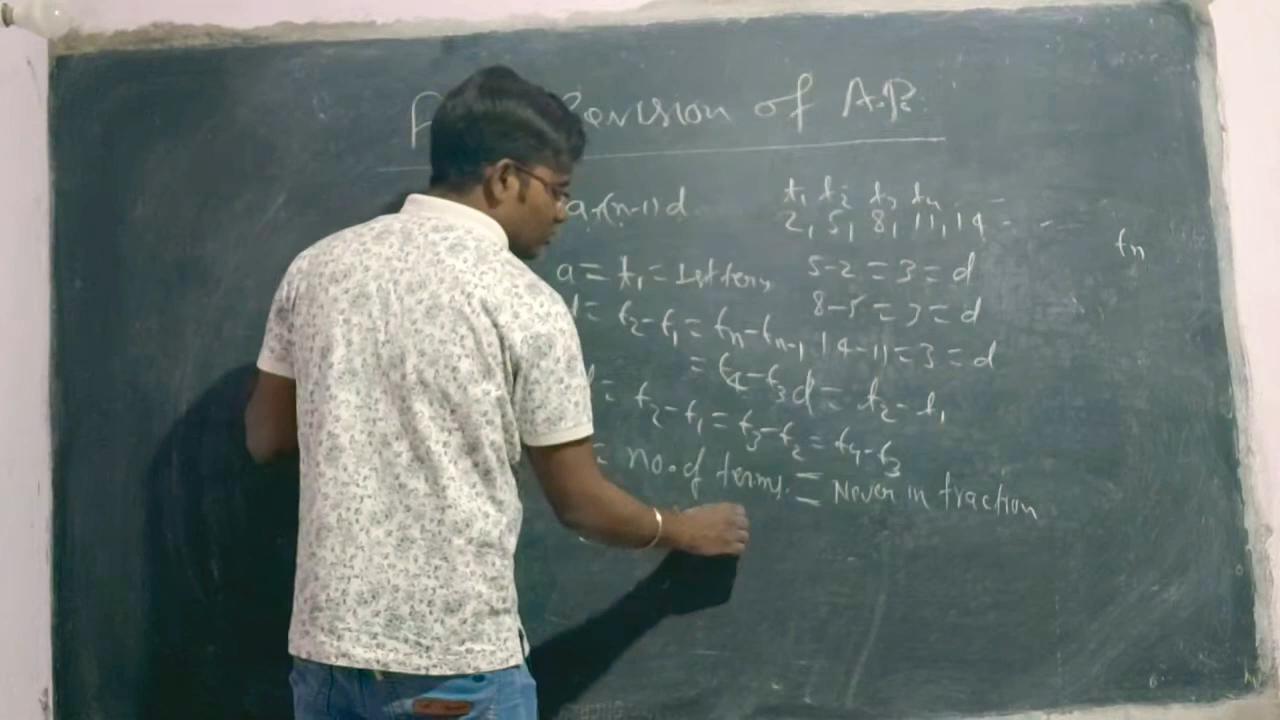 of A.P.
a+(n-1)d
t₁ t₂ t₃ t₄ - -
2, 5, 8, 11, 14 - - -
tn
a = t₁ = 1st term
5-2 = 3 = d
= t₂-t₁ = tn-tn-1
8-5 = 3 = d
14-11 = 3 = d
= t₄-t₃
d = t₂-t₁
= t₂-t₁ = t₃-t₂ = t₄-t₃
= no. of terms. = Never in fraction